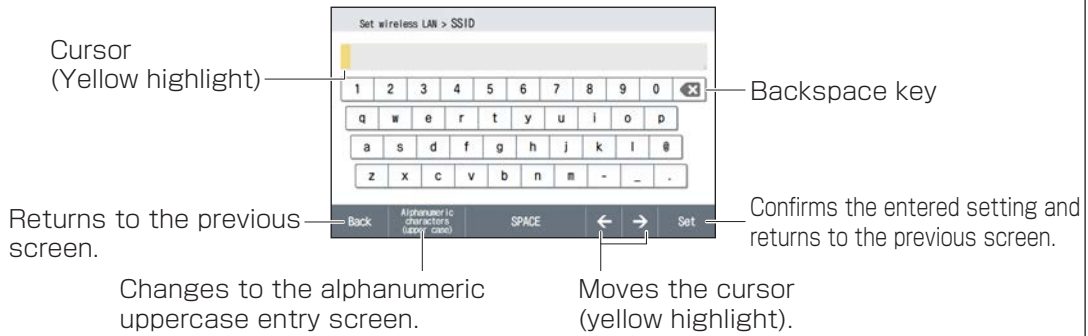 Set wireless LAN > SSID
Cursor
(Yellow highlight)
1 2 3 4 5 6 7 8 9 0
Backspace key
q w e r t y u i o p
a s d f g h j k l @
z x c v b n m - _ .
Returns to the previous
screen.
Back
Alphanumeric
characters
(upper case)
SPACE
← →
Set
Confirms the entered setting and
returns to the previous screen.
Changes to the alphanumeric
uppercase entry screen.
Moves the cursor
(yellow highlight).